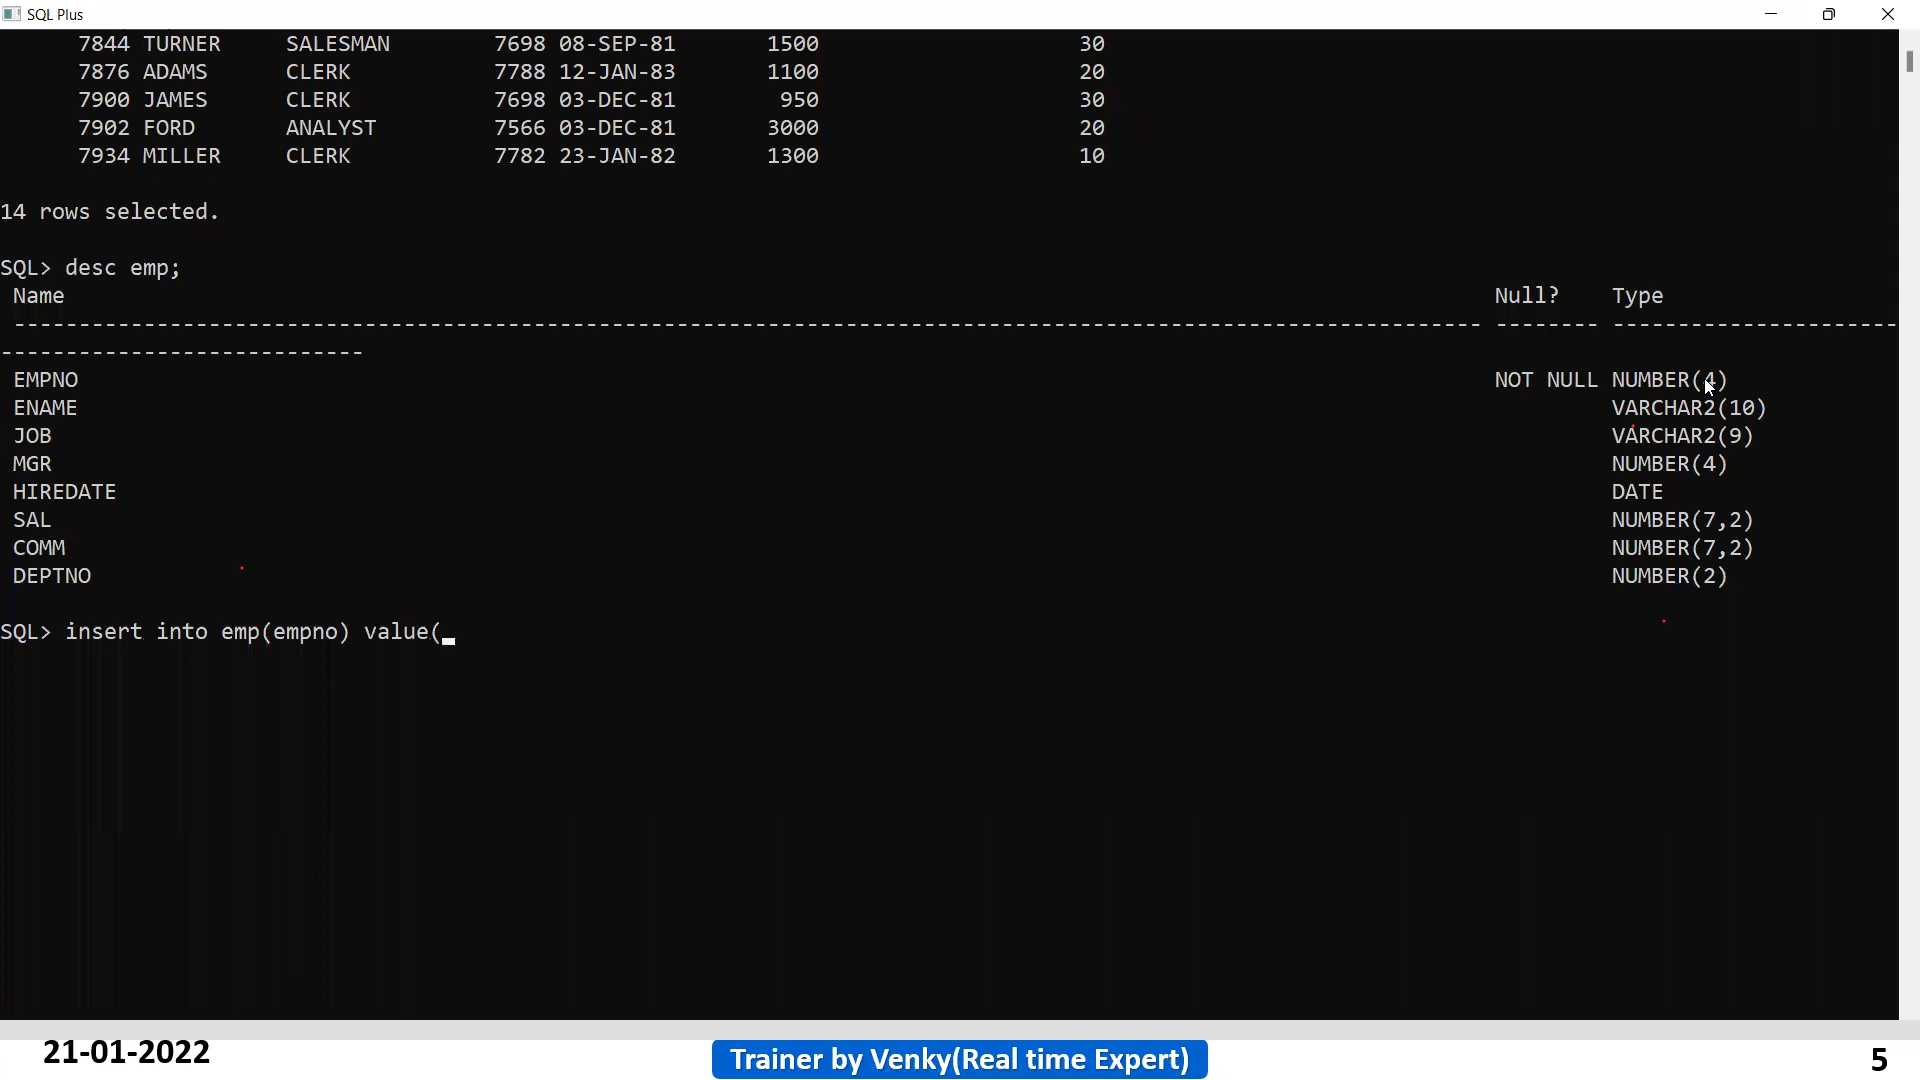 SQL Plus
7844 TURNER SALESMAN 7698 08-SEP-81 1500 30
7876 ADAMS CLERK 7788 12-JAN-83 1100 20
7900 JAMES CLERK 7698 03-DEC-81 950 30
7902 FORD ANALYST 7566 03-DEC-81 3000 20
7934 MILLER CLERK 7782 23-JAN-82 1300 10
14 rows selected.
SQL> desc emp;
Name Null? Type
----------------------------------------------------------------------------------------------------------------- -------- ----------------------
----------------------------
EMPNO NOT NULL NUMBER(4)
ENAME VARCHAR2(10)
JOB VARCHAR2(9)
MGR NUMBER(4)
HIREDATE DATE
SAL NUMBER(7,2)
COMM NUMBER(7,2)
DEPTNO NUMBER(2)
SQL> insert into emp(empno) value(
21-01-2022 Trainer by Venky(Real time Expert) 5